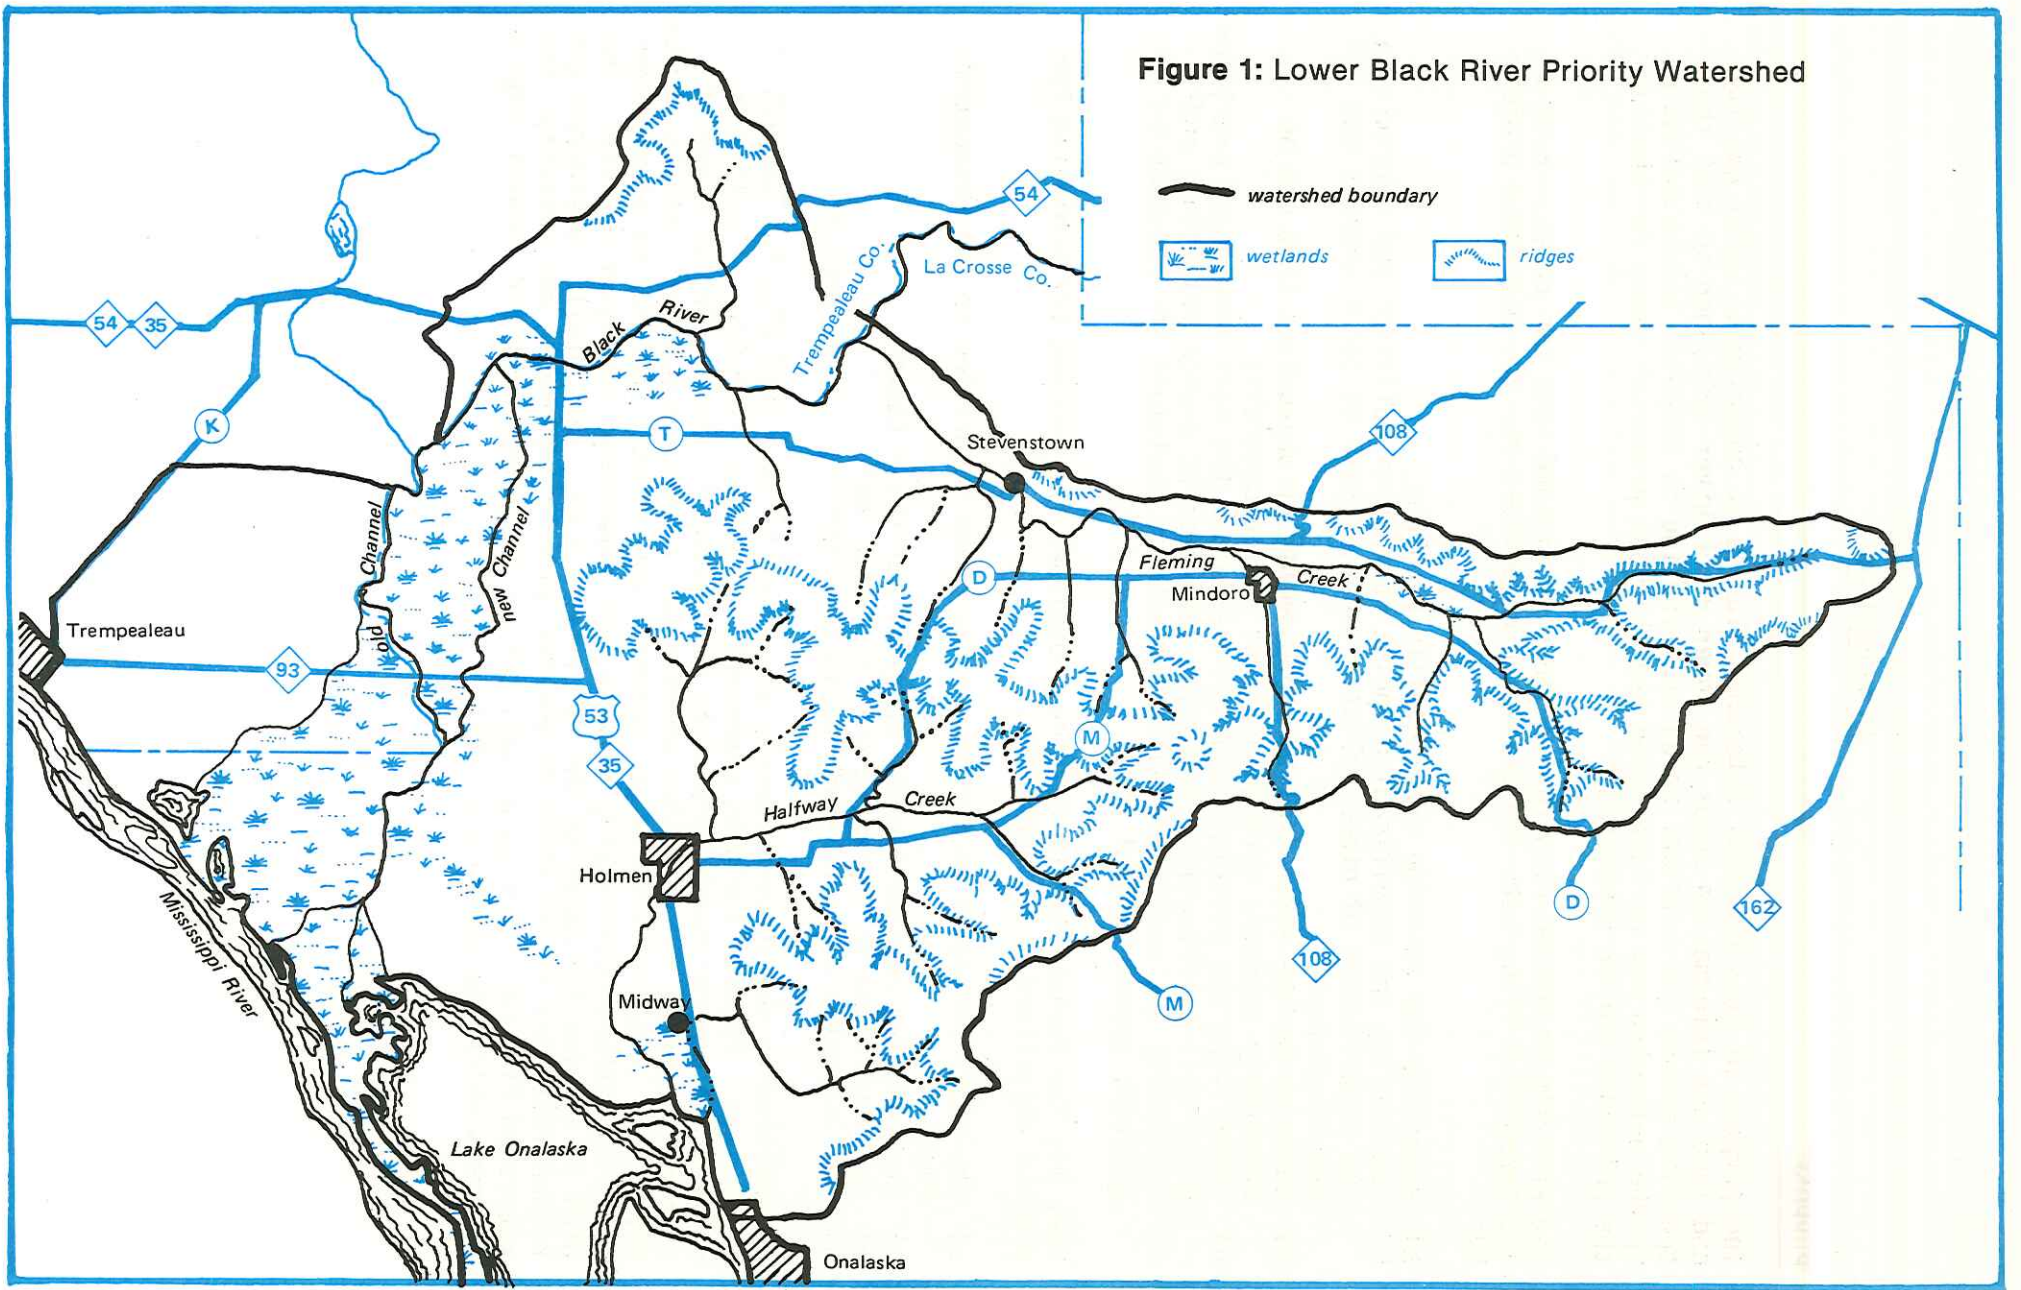 Figure 1: Lower Black River Priority Watershed
watershed boundary
wetlands
ridges
54
Trempealeau Co.
La Crosse Co.
54
35
Black River
K
T
108
Stevenstown
old Channel
new Channel
D
Fleming Creek
Mindoro
Trempealeau
93
53
35
M
Halfway Creek
Holmen
Mississippi River
D
162
108
Midway
M
Lake Onalaska
Onalaska